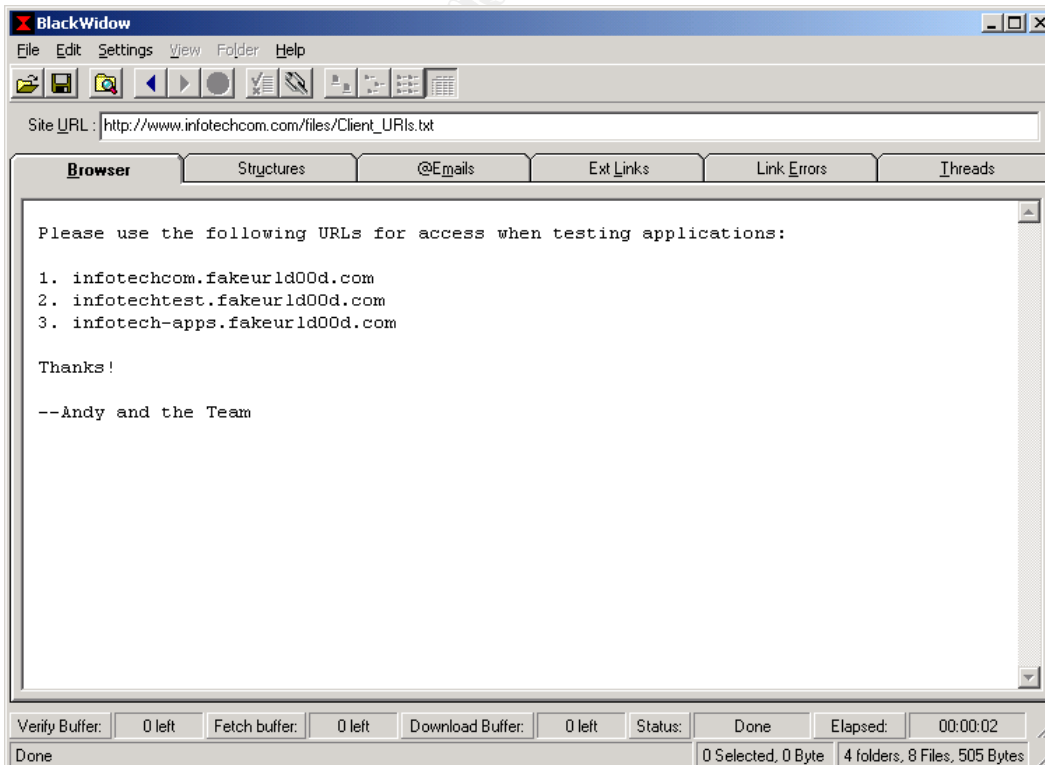 BlackWidow
File Edit Settings View Folder Help
Site URL : http://www.infotechcom.com/files/Client_URIs.txt
Browser Structures @Emails Ext Links Link Errors Threads
Please use the following URLs for access when testing applications:
1. infotechcom.fakeurld00d.com
2. infotechtest.fakeurld00d.com
3. infotech-apps.fakeurld00d.com
Thanks!
--Andy and the Team
Verify Buffer: 0 left Fetch buffer: 0 left Download Buffer: 0 left Status: Done Elapsed: 00:00:02
Done 0 Selected, 0 Byte 4 folders, 8 Files, 505 Bytes